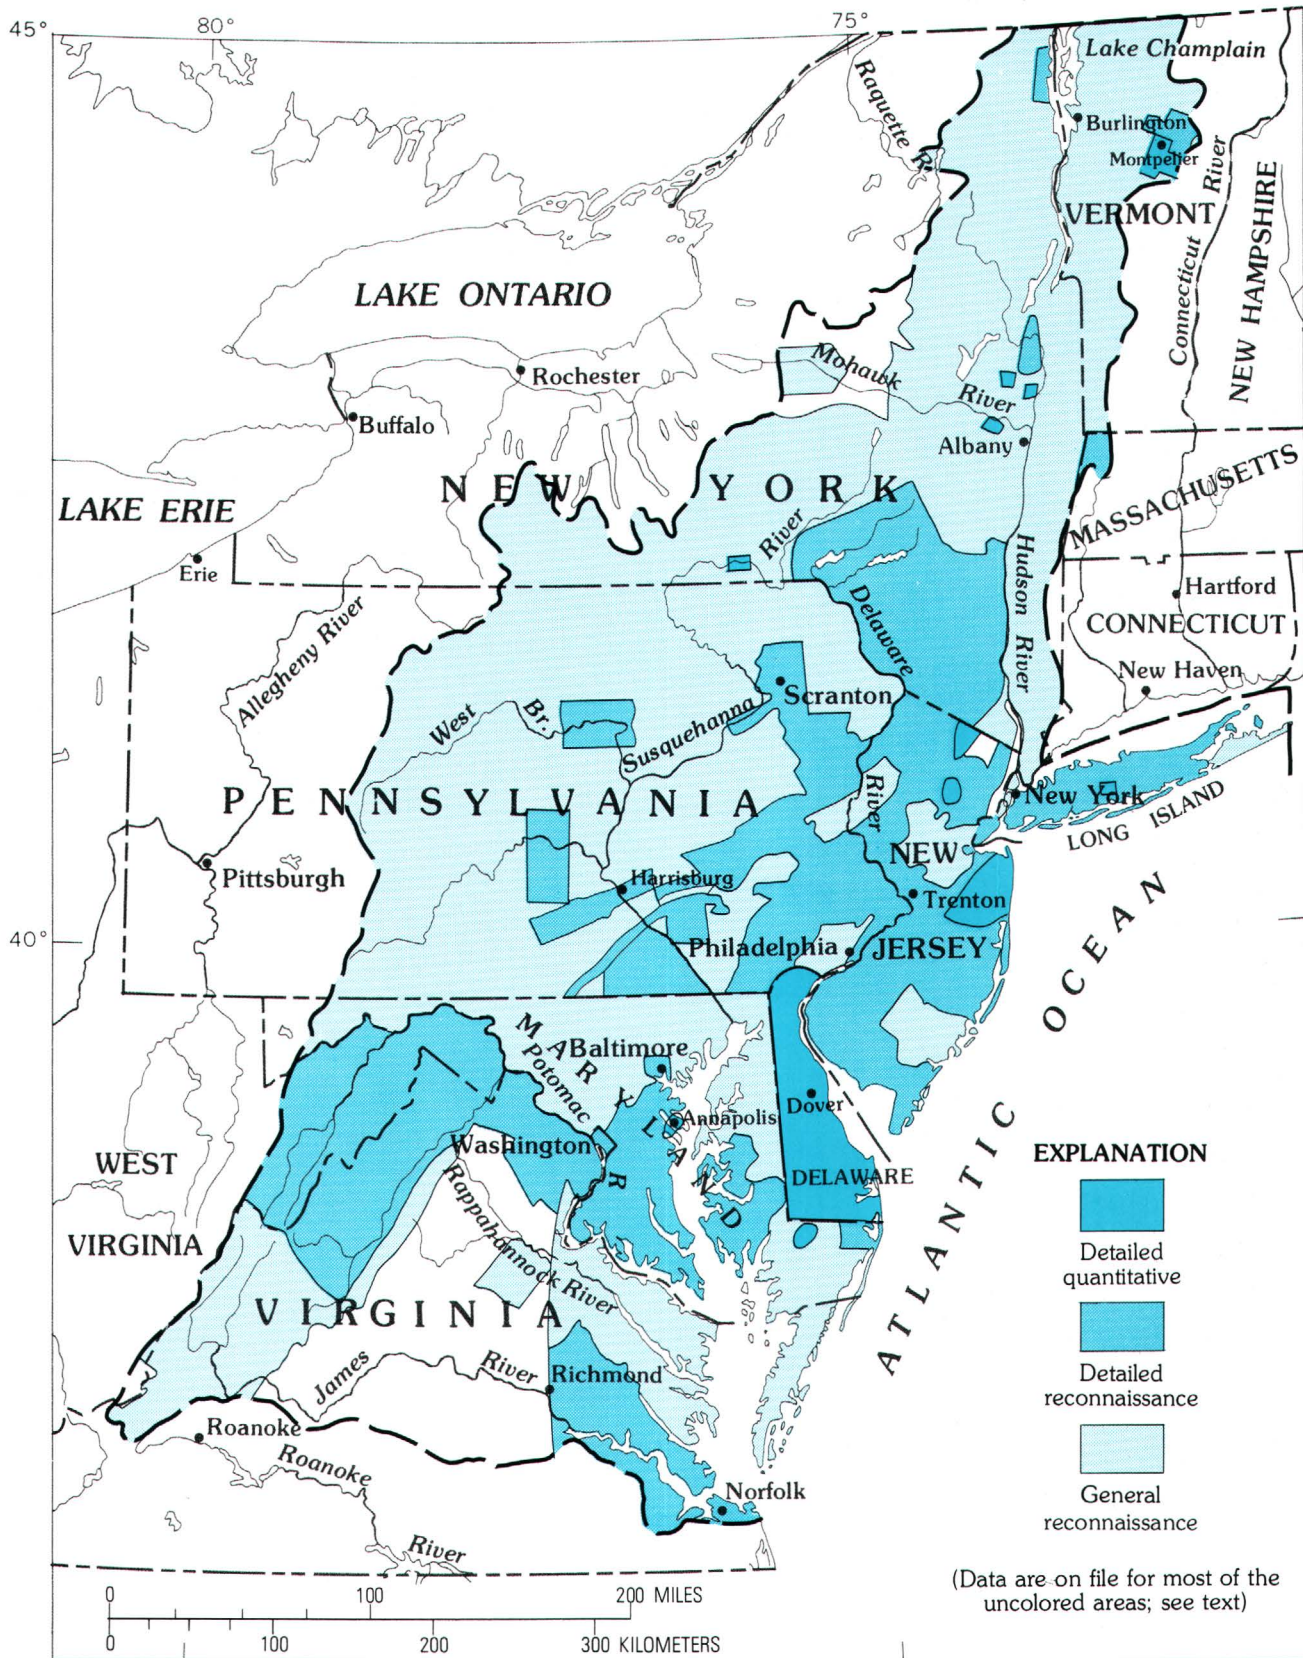 45°
80°
75°
Lake Champlain
Raquette R.
Burlington
Montpelier
River
VERMONT
Connecticut
NEW HAMPSHIRE
LAKE ONTARIO
Mohawk
River
Rochester
Buffalo
Albany
NEW YORK
MASSACHUSETTS
LAKE ERIE
River
Erie
Hudson River
Hartford
CONNECTICUT
Delaware
Allegheny River
New Haven
Scranton
West Br.
Susquehanna
River
PENNSYLVANIA
New York
LONG ISLAND
NEW
Pittsburgh
Harrisburg
Trenton
40°
Philadelphia
JERSEY
ATLANTIC OCEAN
MARYLAND
Baltimore
Potomac
R
Annapolis
Dover
Washington
DELAWARE
WEST
VIRGINIA
Rappahannock River
VIRGINIA
James
River
Richmond
Roanoke
Roanoke
River
Norfolk
EXPLANATION
Detailed
quantitative
Detailed
reconnaissance
General
reconnaissance
(Data are on file for most of the
uncolored areas; see text)
0 100 200 MILES
0 100 200 300 KILOMETERS